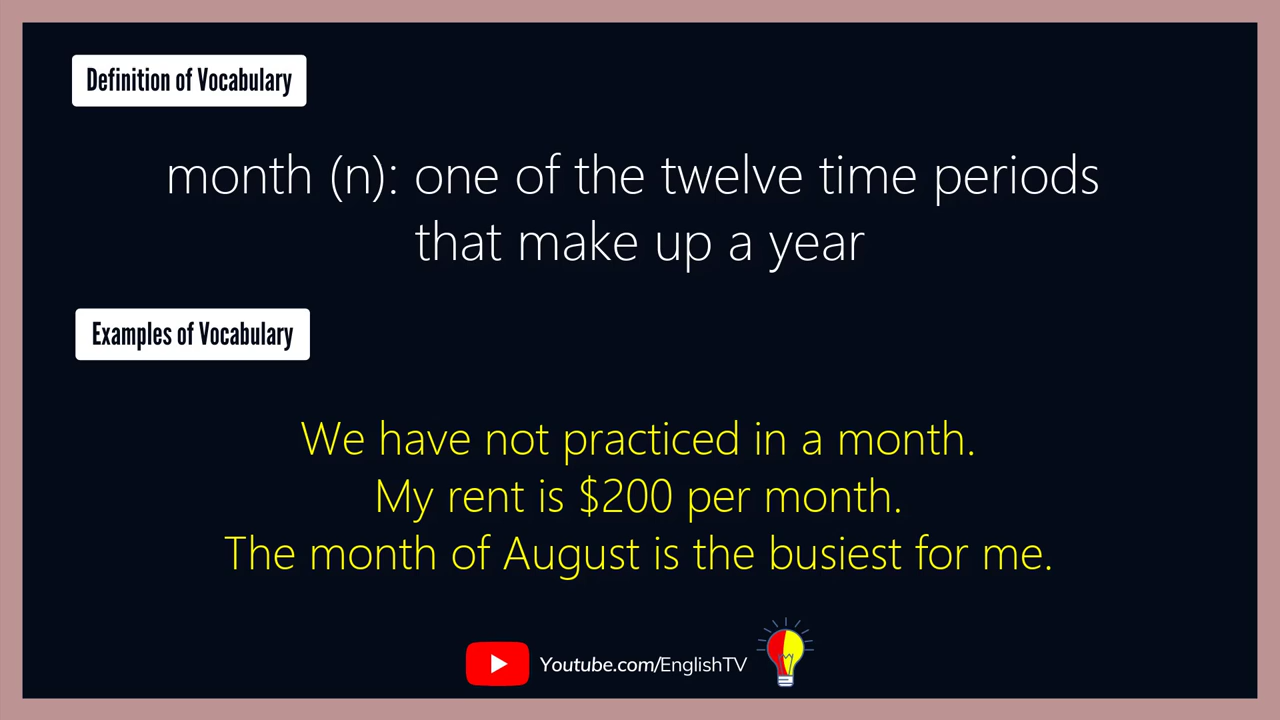 Definition of Vocabulary
month (n): one of the twelve time periods
that make up a year
Examples of Vocabulary
We have not practiced in a month.
My rent is $200 per month.
The month of August is the busiest for me.
Youtube.com/EnglishTV